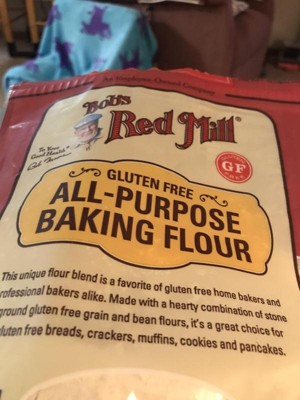 An Employee-Owned Company
Bob's
Red Mill®
To Your
Good Health
GF
GLUTEN FREE
ALL-PURPOSE
BAKING FLOUR
This unique flour blend is a favorite of gluten free home bakers and
professional bakers alike. Made with a hearty combination of stone
ground gluten free grain and bean flours, it's a great choice for
gluten free breads, crackers, muffins, cookies and pancakes.